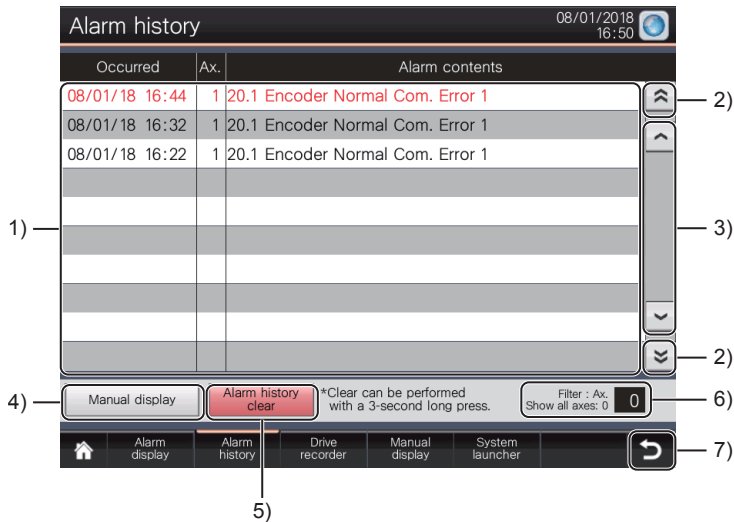 Alarm history
08/01/2018
16:50
Occurred Ax. Alarm contents
08/01/18 16:44 1 20.1 Encoder Normal Com. Error 1
08/01/18 16:32 1 20.1 Encoder Normal Com. Error 1
08/01/18 16:22 1 20.1 Encoder Normal Com. Error 1
1)
2)
3)
2)
4)
Manual display
Alarm history
clear
*Clear can be performed
with a 3-second long press.
Filter : Ax.
Show all axes: 0
0
6)
Alarm
display
Alarm
history
Drive
recorder
Manual
display
System
launcher
7)
5)